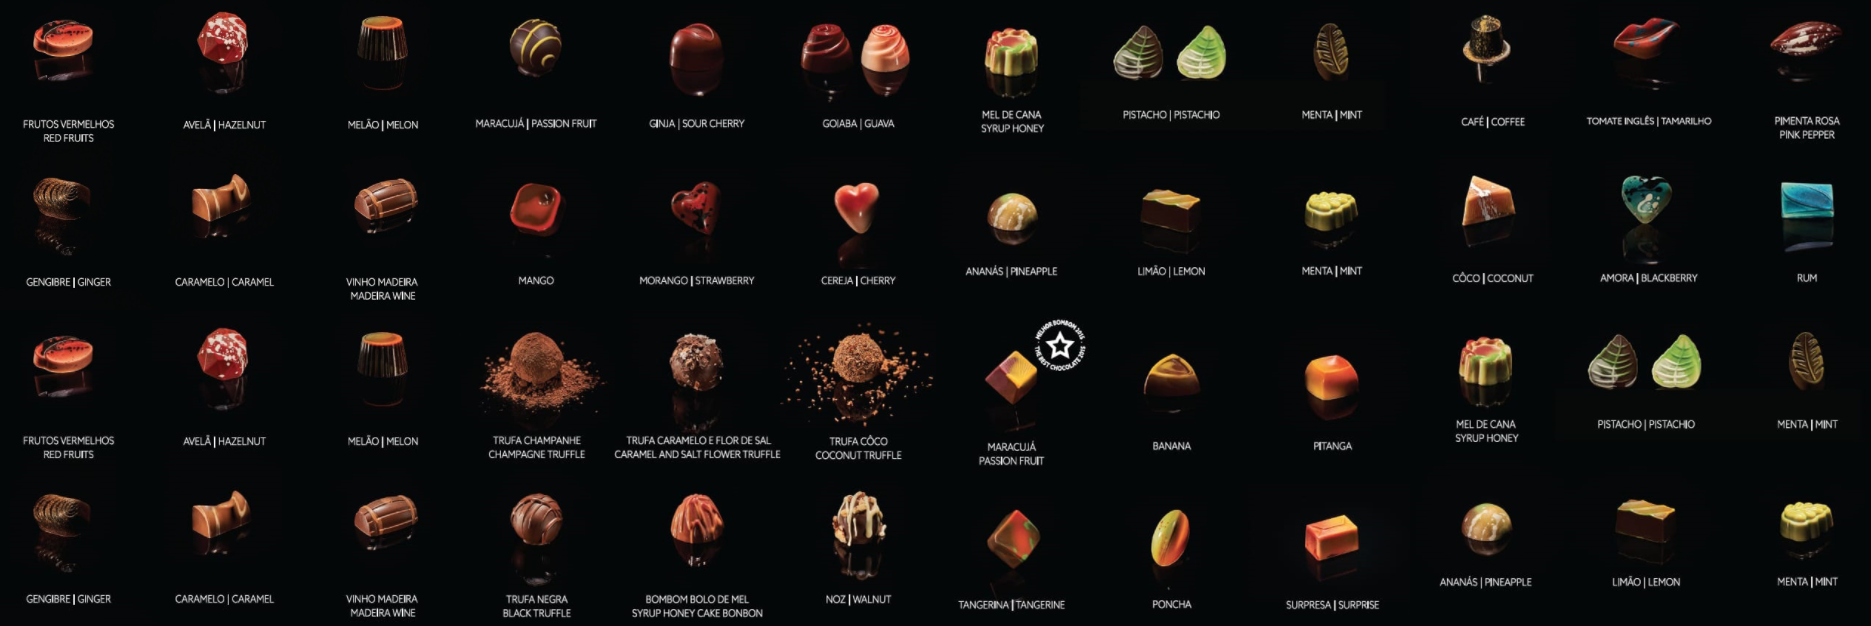 FRUTOS VERMELHOS
RED FRUITS
AVELÃ | HAZELNUT
MELÃO | MELON
MARACUJÁ | PASSION FRUIT
GINJA | SOUR CHERRY
GOIABA | GUAVA
MEL DE CANA
SYRUP HONEY
PISTACHO | PISTACHIO
MENTA | MINT
CAFÉ | COFFEE
TOMATE INGLÊS | TAMARILHO
PIMENTA ROSA
PINK PEPPER
GENGIBRE | GINGER
CARAMELO | CARAMEL
VINHO MADEIRA
MADEIRA WINE
MANGO
MORANGO | STRAWBERRY
CEREJA | CHERRY
ANANÁS | PINEAPPLE
LIMÃO | LEMON
MENTA | MINT
CÔCO | COCONUT
AMORA | BLACKBERRY
RUM
FRUTOS VERMELHOS
RED FRUITS
AVELÃ | HAZELNUT
MELÃO | MELON
TRUFA CHAMPANHE
CHAMPAGNE TRUFFLE
TRUFA CARAMELO E FLOR DE SAL
CARAMEL AND SALT FLOWER TRUFFLE
TRUFA CÔCO
COCONUT TRUFFLE
MELHOR BOMBOM 2015
THE BEST CHOCOLATE 2015
MARACUJÁ
PASSION FRUIT
BANANA
PITANGA
MEL DE CANA
SYRUP HONEY
PISTACHO | PISTACHIO
MENTA | MINT
GENGIBRE | GINGER
CARAMELO | CARAMEL
VINHO MADEIRA
MADEIRA WINE
TRUFA NEGRA
BLACK TRUFFLE
BOMBOM BOLO DE MEL
SYRUP HONEY CAKE BONBON
NOZ | WALNUT
TANGERINA | TANGERINE
PONCHA
SURPRESA | SURPRISE
ANANÁS | PINEAPPLE
LIMÃO | LEMON
MENTA | MINT